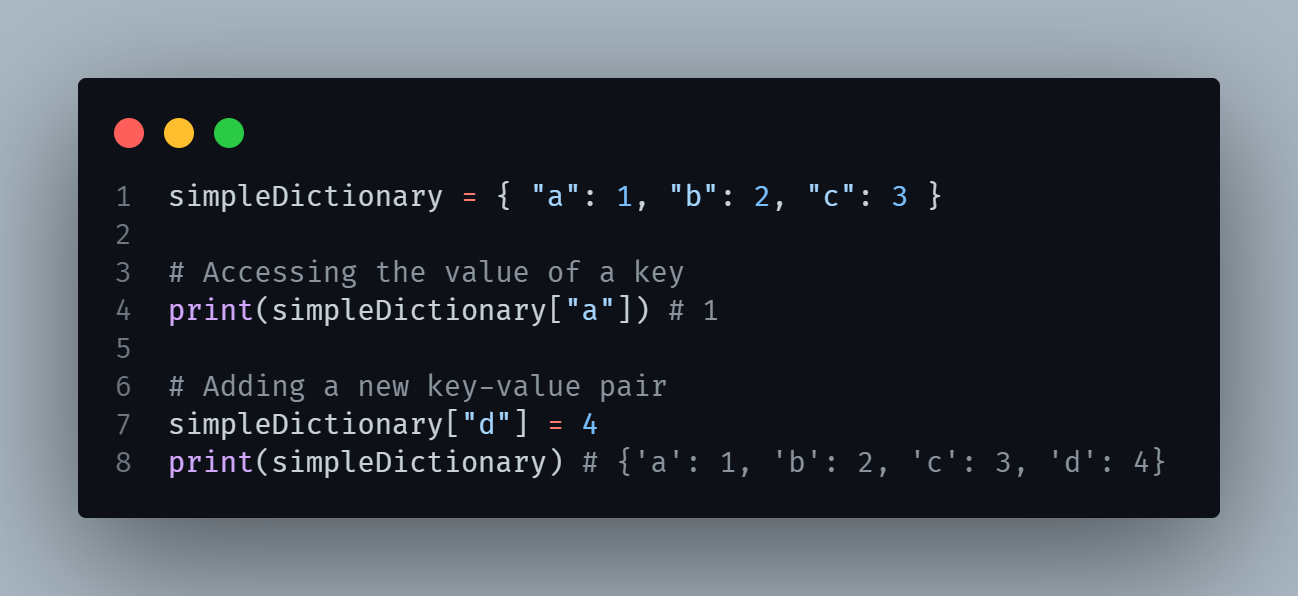 1 simpleDictionary = { "a": 1, "b": 2, "c": 3 }
2
3 # Accessing the value of a key
4 print(simpleDictionary["a"]) # 1
5
6 # Adding a new key-value pair
7 simpleDictionary["d"] = 4
8 print(simpleDictionary) # {'a': 1, 'b': 2, 'c': 3, 'd': 4}